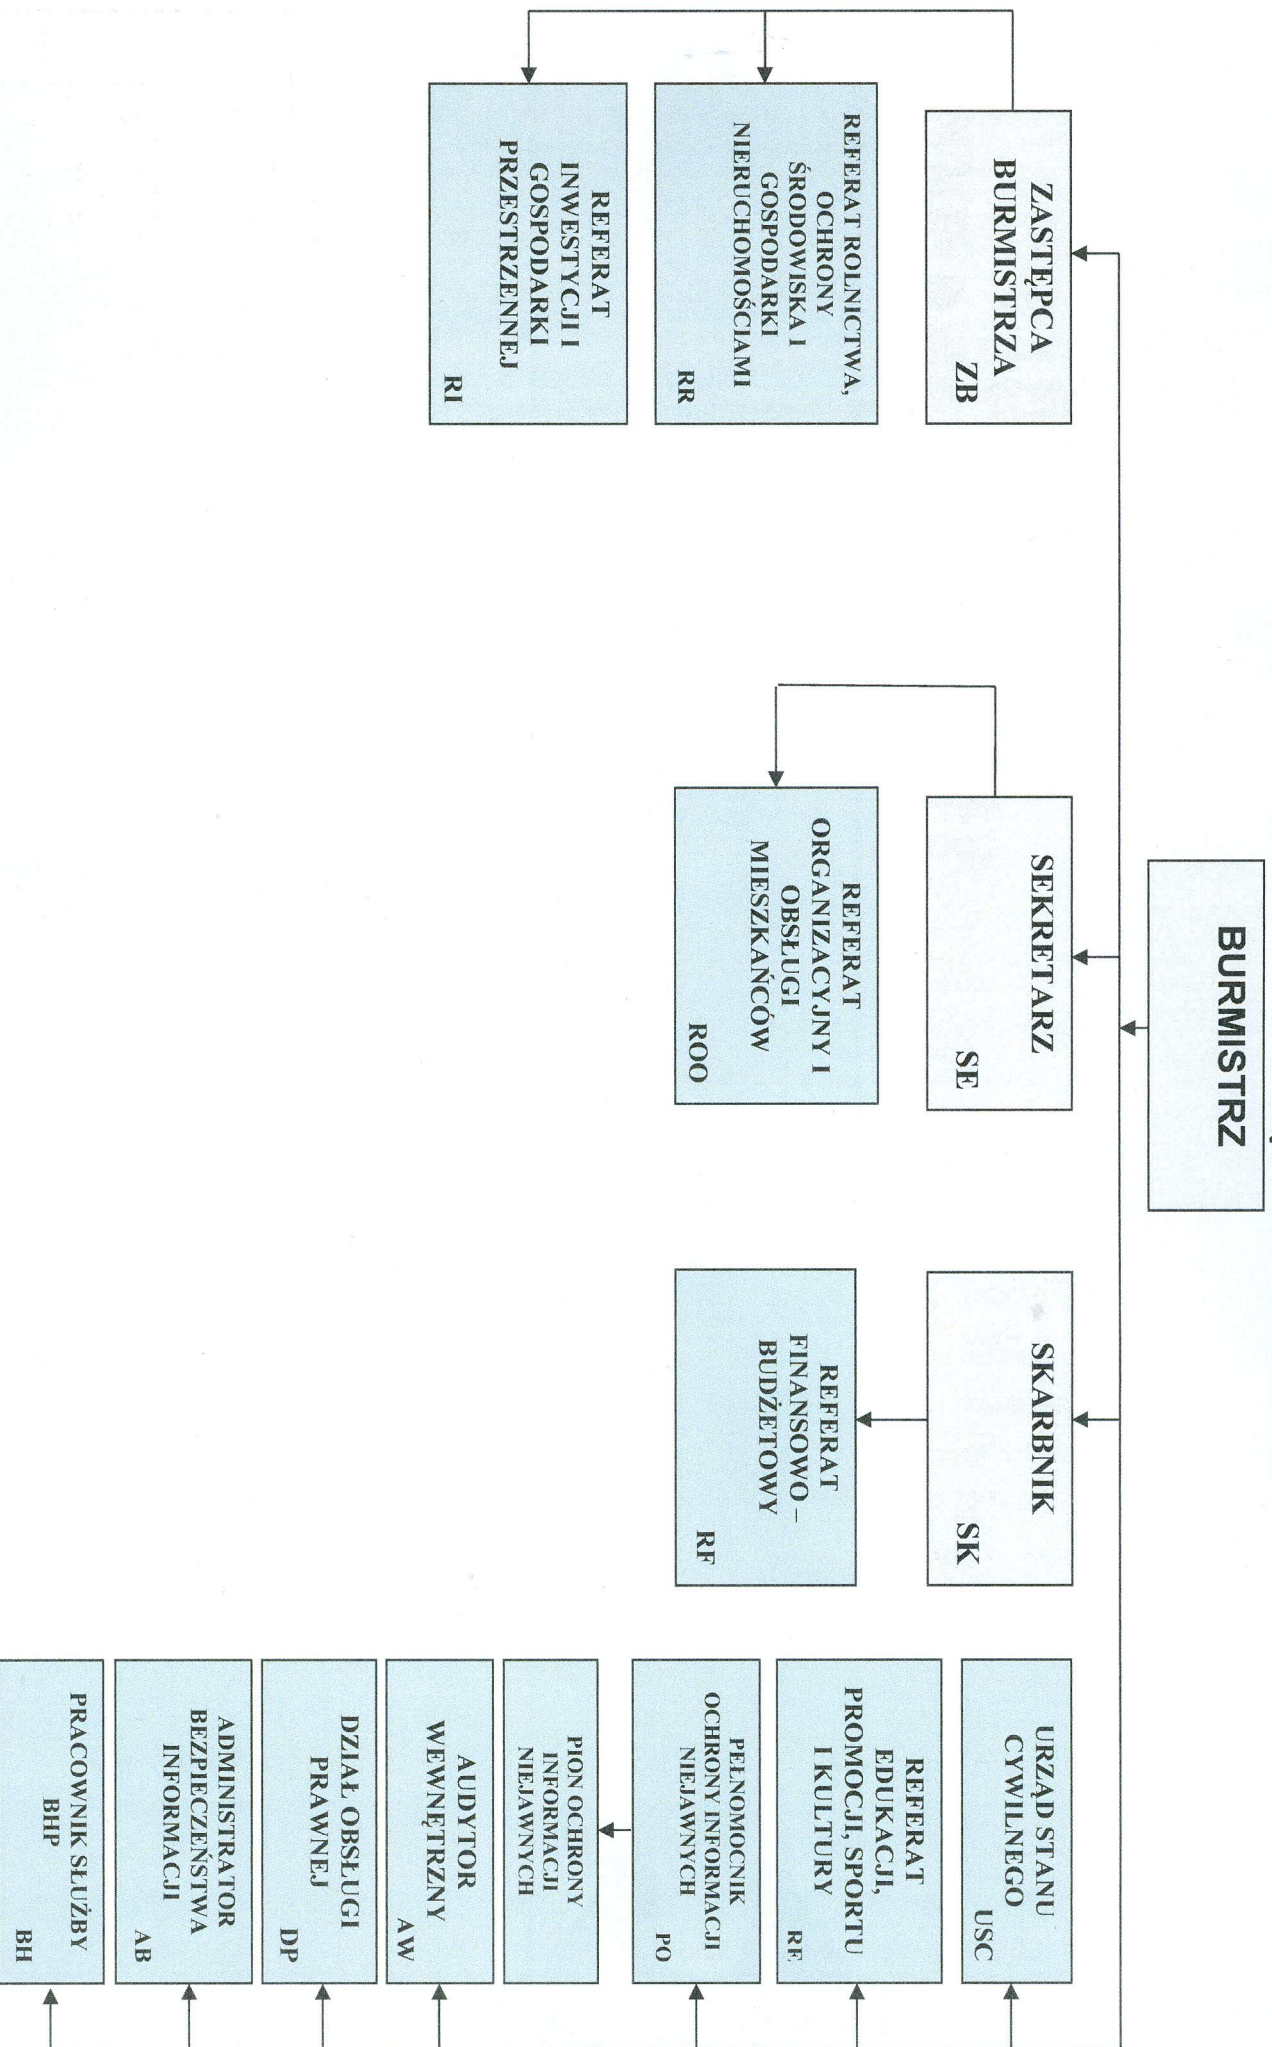 BURMISTRZ
ZASTĘPCA
BURMISTRZA
ZB
REFERAT ROLNICTWA,
OCHRONY
ŚRODOWISKA I
GOSPODARKI
NIERUCHOMOŚCIAMI
RR
REFERAT
INWESTYCJI I
GOSPODARKI
PRZESTRZENNEJ
RI
SEKRETARZ
SE
REFERAT
ORGANIZACYJNY I
OBSŁUGI
MIESZKAŃCÓW
ROO
SKARBNIK
SK
REFERAT
FINANSOWO –
BUDŻETOWY
RF
URZĄD STANU
CYWILNEGO
USC
REFERAT
EDUKACJI,
PROMOCJI, SPORTU
I KULTURY
RE
PEŁNOMOCNIK
OCHRONY INFORMACJI
NIEJAWNYCH
PO
PION OCHRONY
INFORMACJI
NIEJAWNYCH
AUDYTOR
WEWNĘTRZNY
AW
DZIAŁ OBSŁUGI
PRAWNEJ
DP
ADMINISTRATOR
BEZPIECZEŃSTWA
INFORMACJI
AB
PRACOWNIK SŁUŻBY
BHP
BH